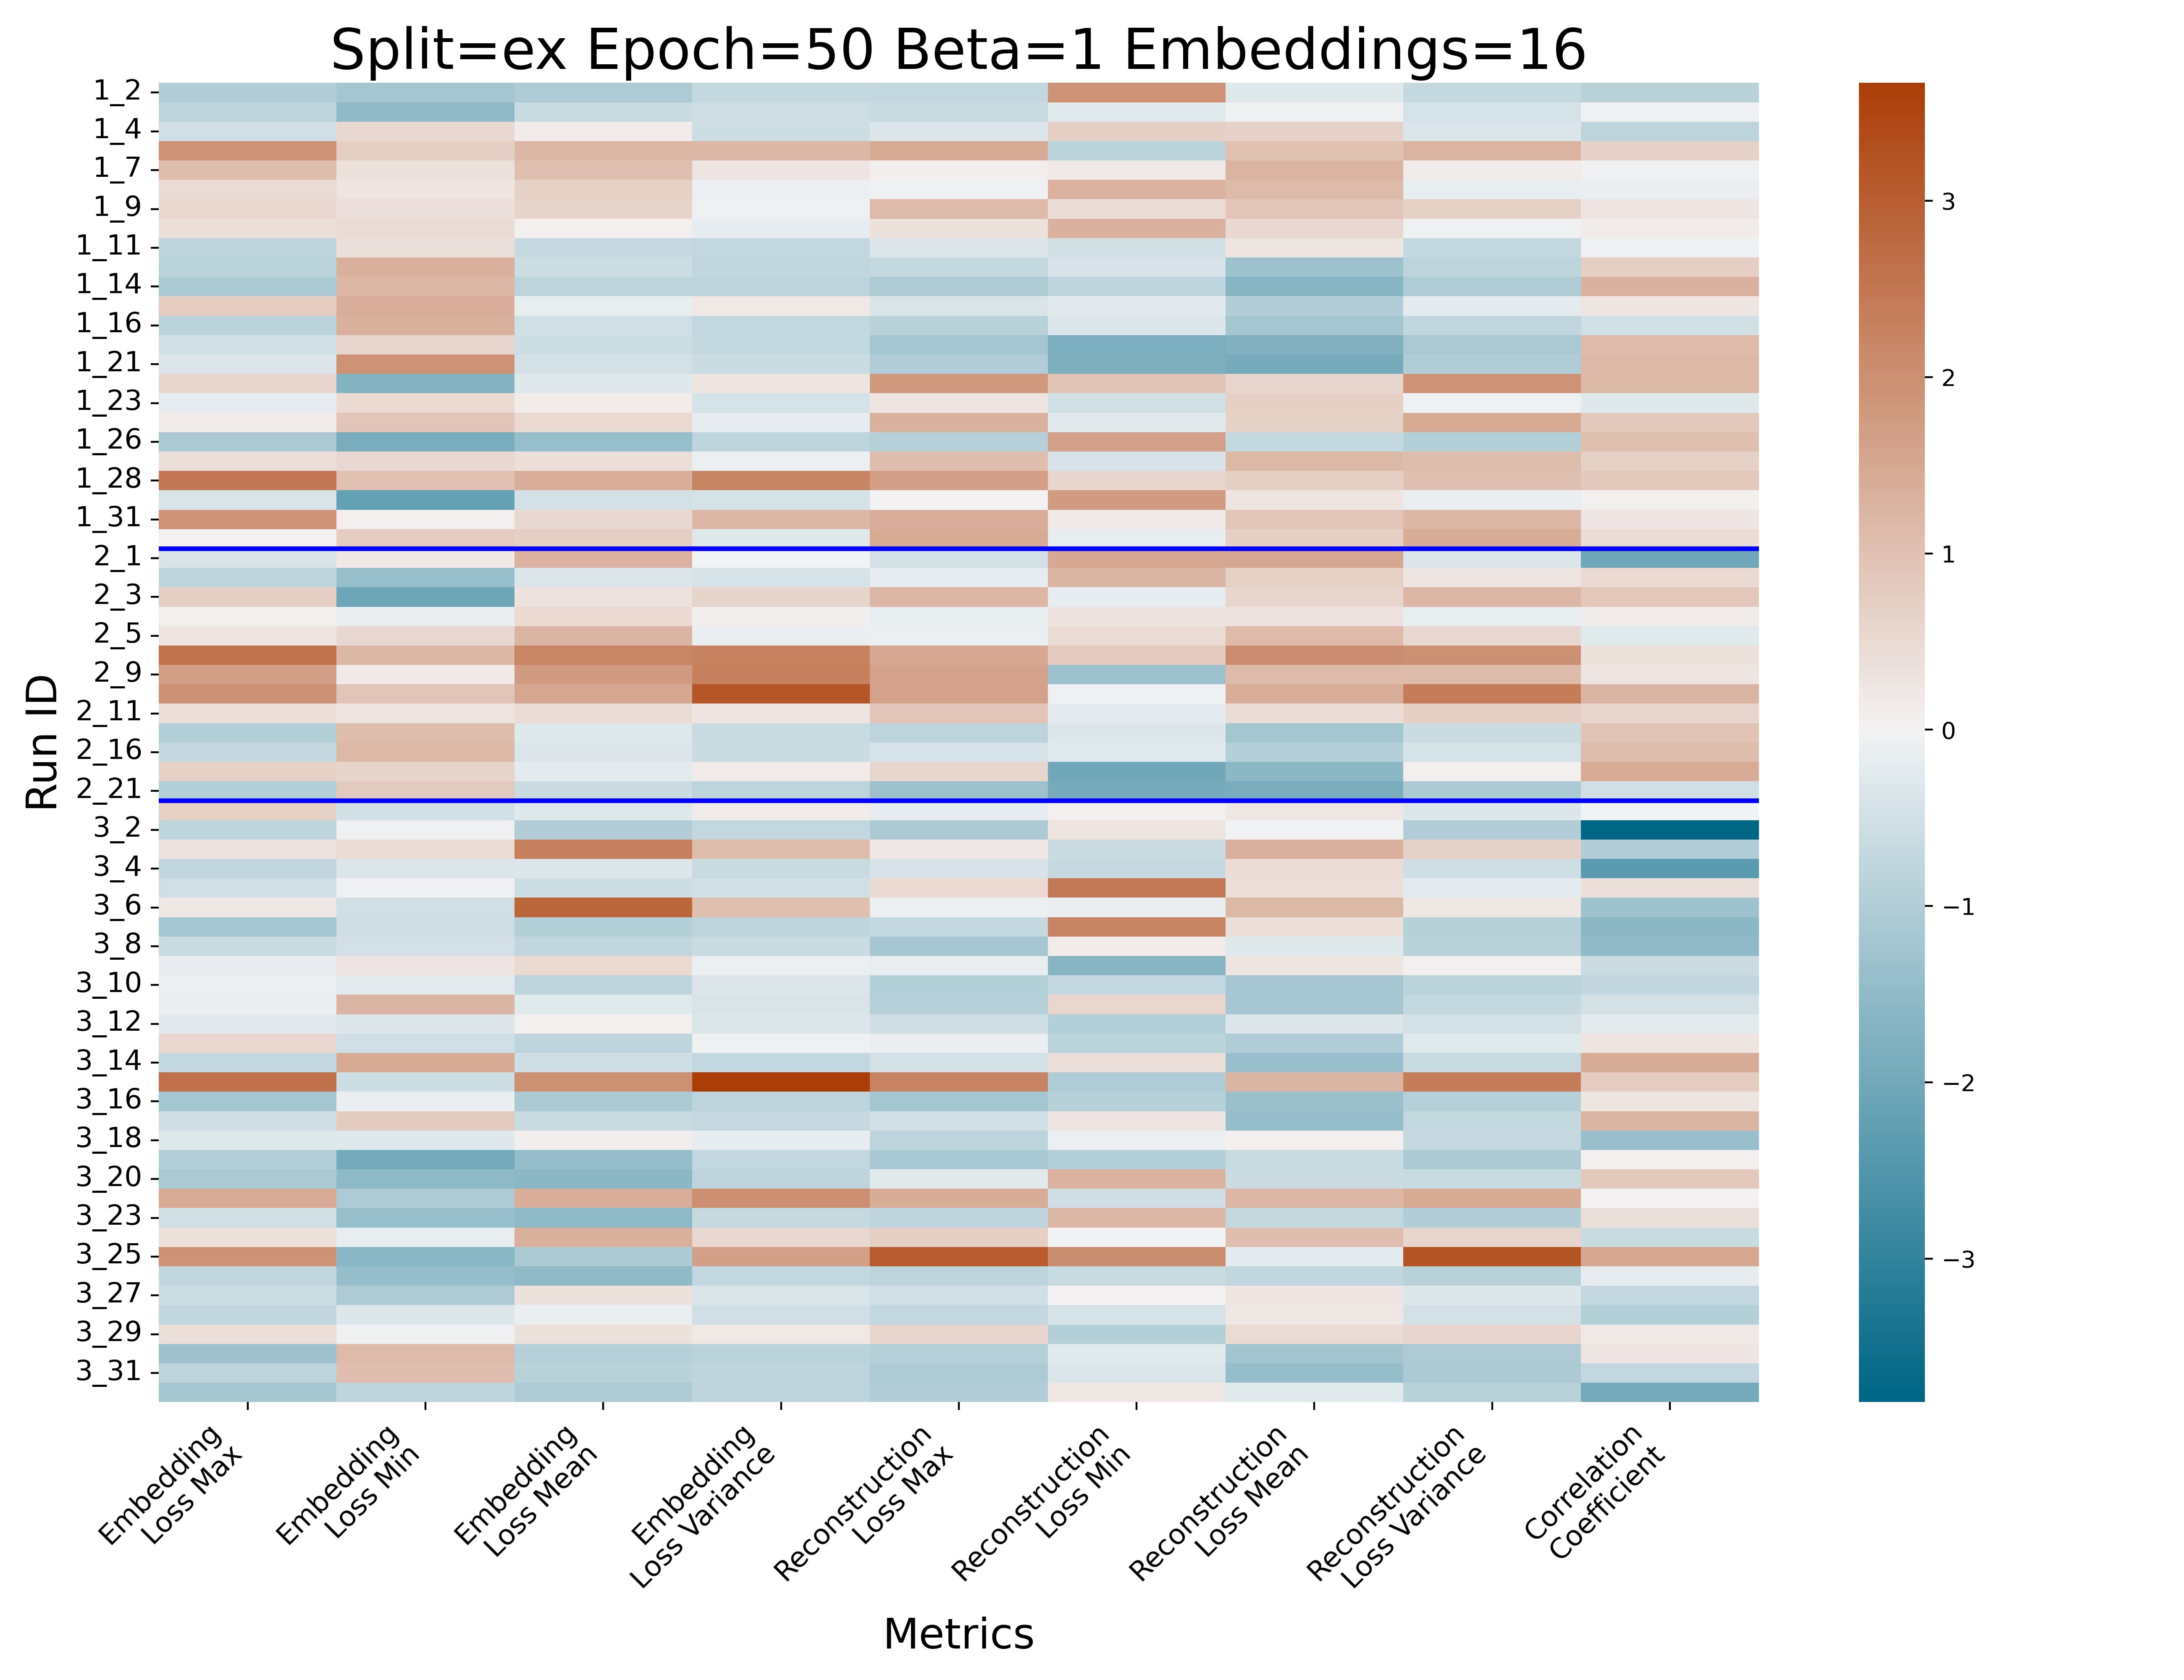 Split=ex Epoch=50 Beta=1 Embeddings=16
Run ID
1_2
1_4
1_7
1_9
1_11
1_14
1_16
1_21
1_23
1_26
1_28
1_31
2_1
2_3
2_5
2_9
2_11
2_16
2_21
3_2
3_4
3_6
3_8
3_10
3_12
3_14
3_16
3_18
3_20
3_23
3_25
3_27
3_29
3_31
3
2
1
0
−1
−2
−3
Embedding
Loss Max
Embedding
Loss Min
Embedding
Loss Mean
Embedding
Loss Variance
Reconstruction
Loss Max
Reconstruction
Loss Min
Reconstruction
Loss Mean
Reconstruction
Loss Variance
Correlation
Coefficient
Metrics